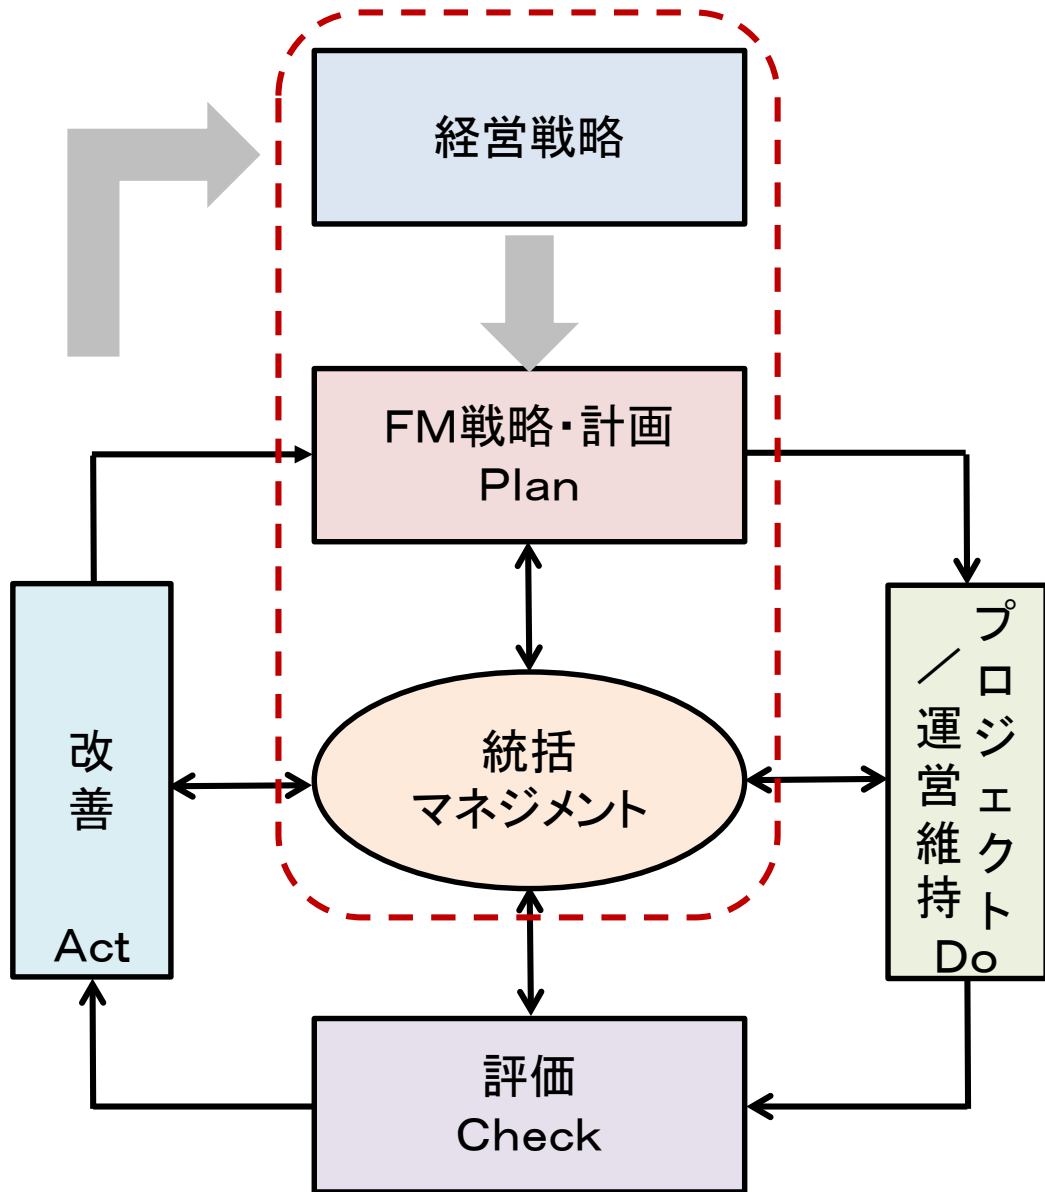 経営戦略
FM戦略・計画
Plan
プロジェクト
／運営維持
Do
統括
マネジメント
改善
Act
評価
Check